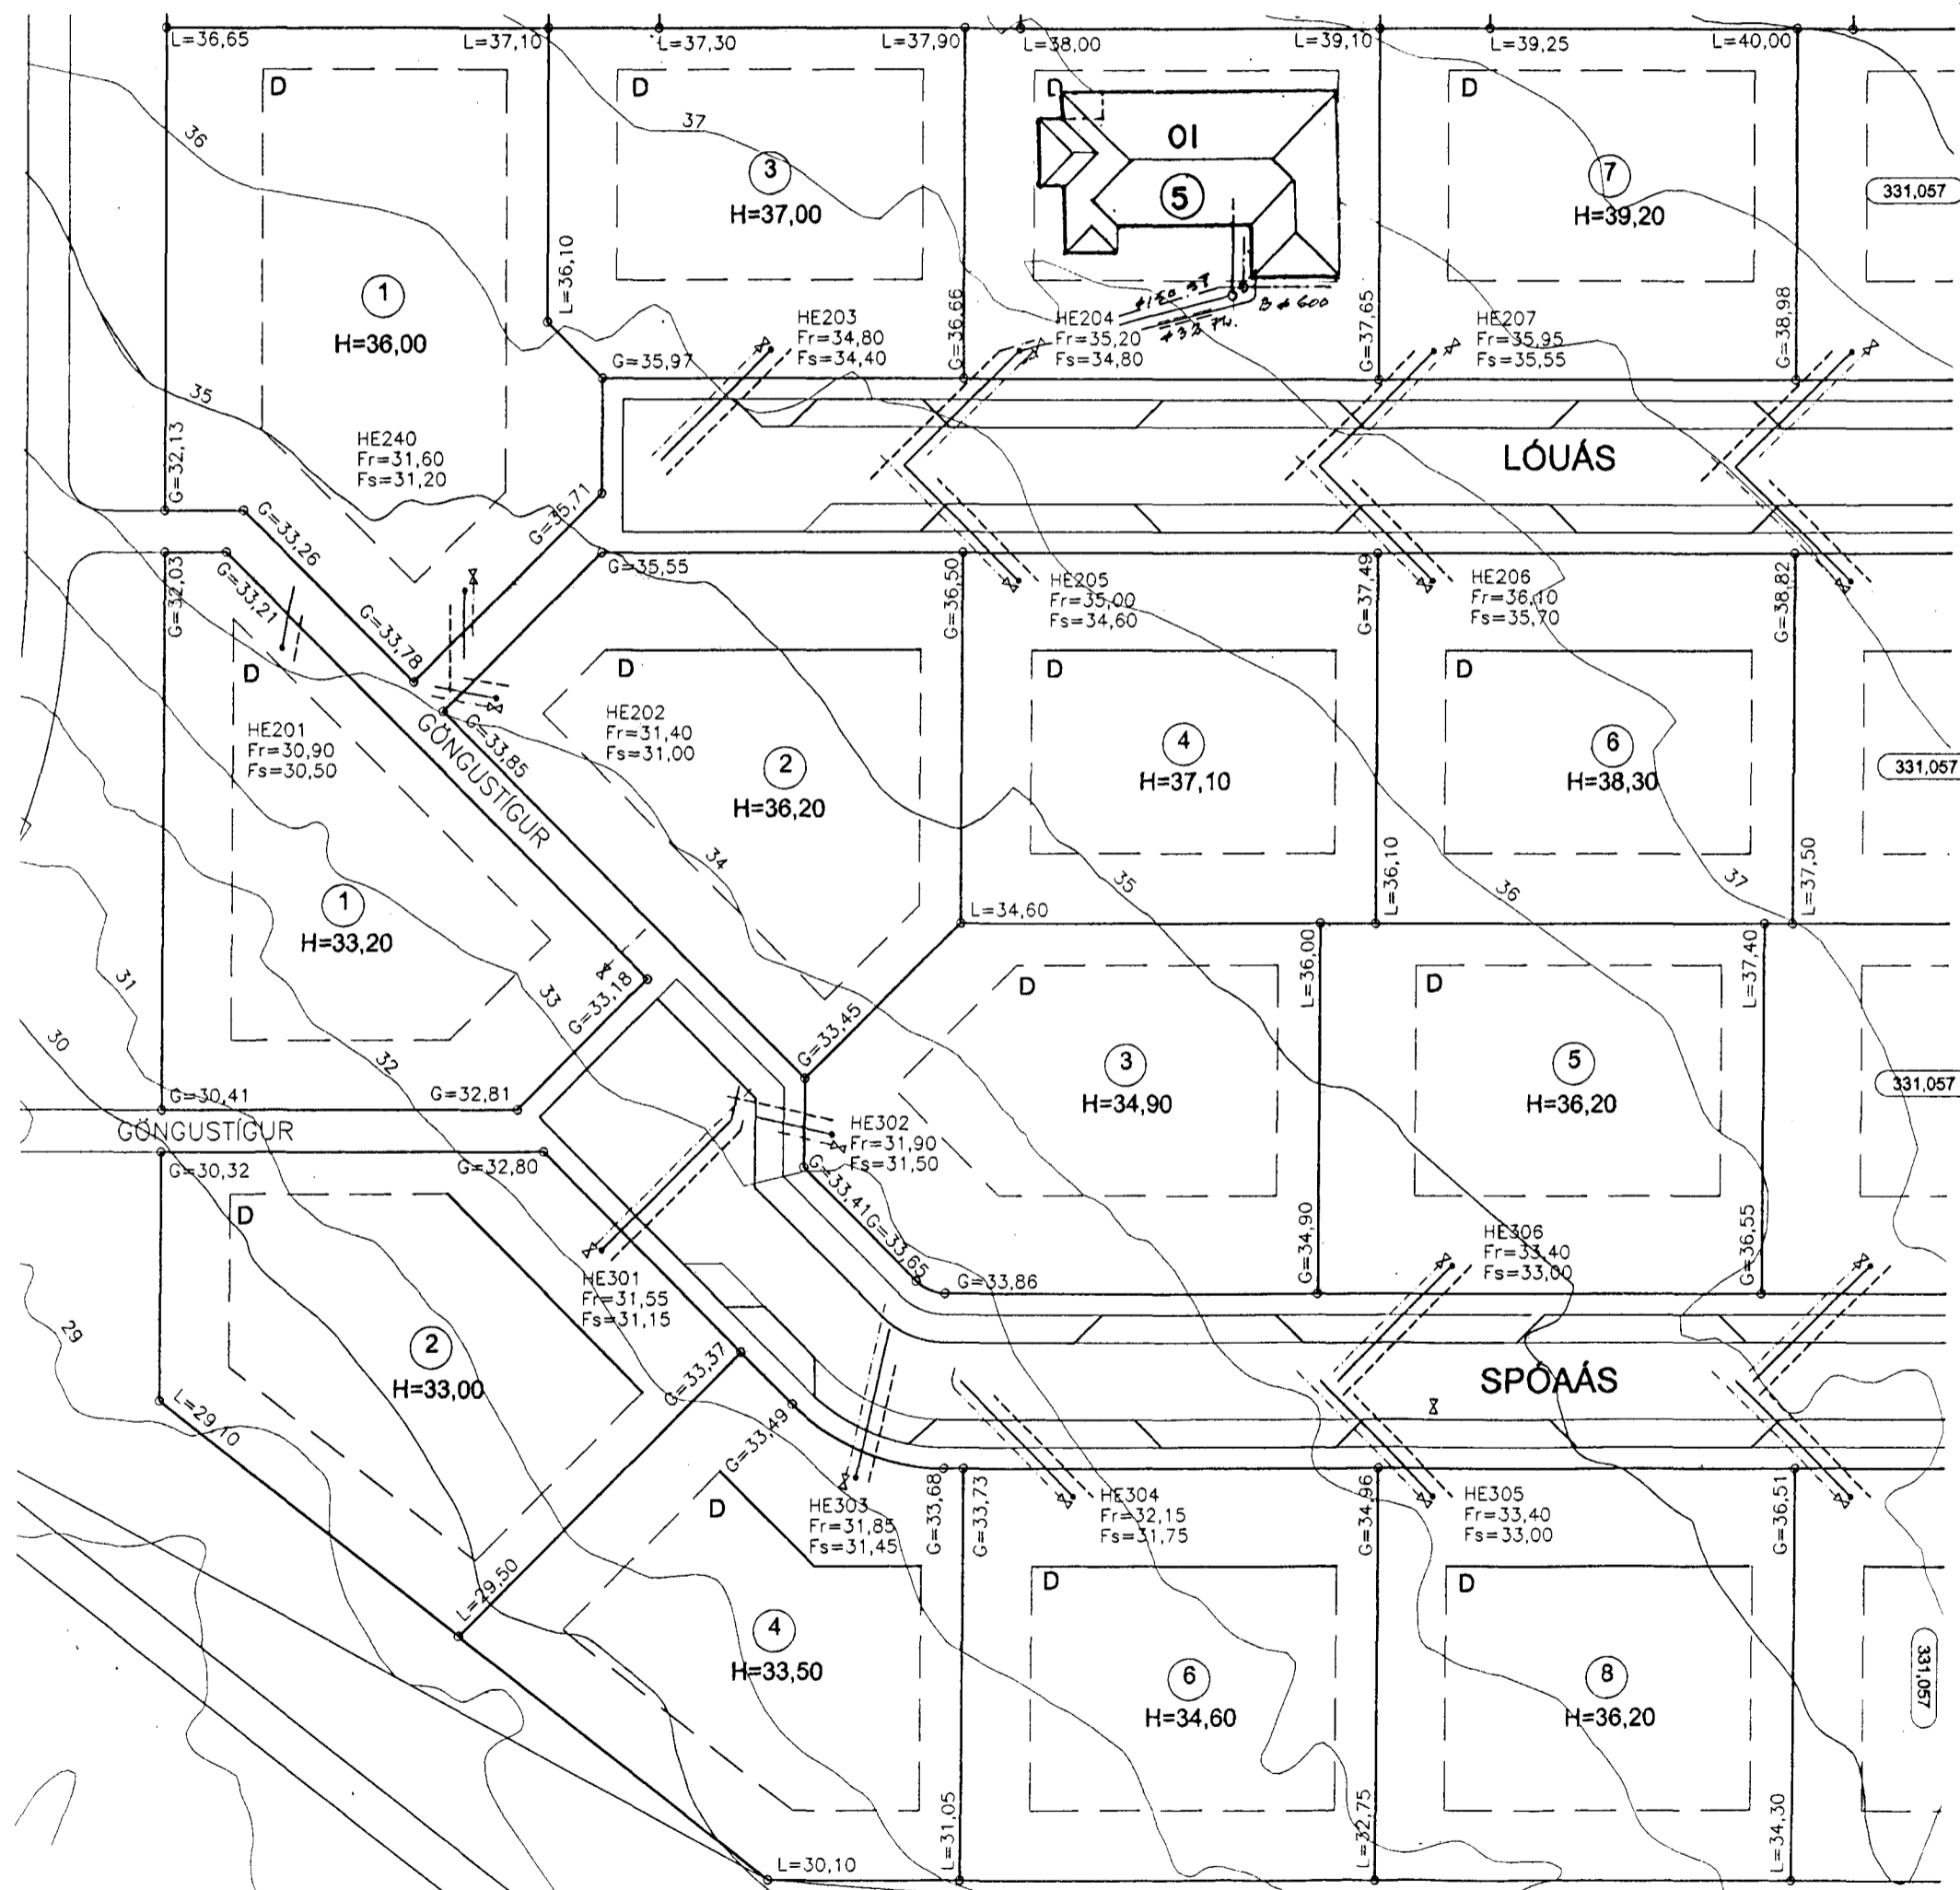 L=36,65
L=37,10
L=37,30
L=37,90
L=38,00
L=39,10
L=39,25
L=40,00
D
D
D
D
36
37
01
3
H=37,00
5
7
H=39,20
331,057
1
H=36,00
L=36,10
G=35,97
HE203
Fr=34,80
Fs=34,40
G=36,66
HE204
Fr=35,20
Fs=34,80
B ø 600
G=37,65
HE207
Fr=35,95
Fs=35,55
G=38,98
35
G=32,13
HE240
Fr=31,60
Fs=31,20
LÓUÁS
G=33,26
G=35,71
G=33,78
G=35,55
G=32,03
G=33,21
G=36,50
HE205
Fr=35,00
Fs=34,60
G=37,49
HE206
Fr=36,10
Fs=35,70
G=38,82
D
D
D
D
HE201
Fr=30,90
Fs=30,50
GÖNGUSTÍGUR
G=33,85
HE202
Fr=31,40
Fs=31,00
2
H=36,20
4
H=37,10
6
H=38,30
331,057
34
35
36
37
L=36,10
L=37,50
1
H=33,20
L=34,60
L=36,00
L=37,40
31
30
32
33
G=33,18
G=33,45
D
D
3
H=34,90
5
H=36,20
331,057
G=30,41
G=32,81
GÖNGUSTÍGUR
G=30,32
G=32,80
HE302
Fr=31,90
Fs=31,50
G=33,41
G=33,65
G=33,86
G=34,90
HE306
Fr=33,40
Fs=33,00
G=36,55
D
29
HE301
Fr=31,55
Fs=31,15
2
H=33,00
G=33,37
SPÓAÁS
L=29,10
G=33,49
D
HE303
Fr=31,85
Fs=31,45
G=33,68
G=33,73
HE304
Fr=32,15
Fs=31,75
G=34,96
HE305
Fr=33,40
Fs=33,00
G=36,51
D
D
L=29,50
4
H=33,50
6
H=34,60
8
H=36,20
331,057
L=30,10
L=31,05
L=32,75
L=34,30